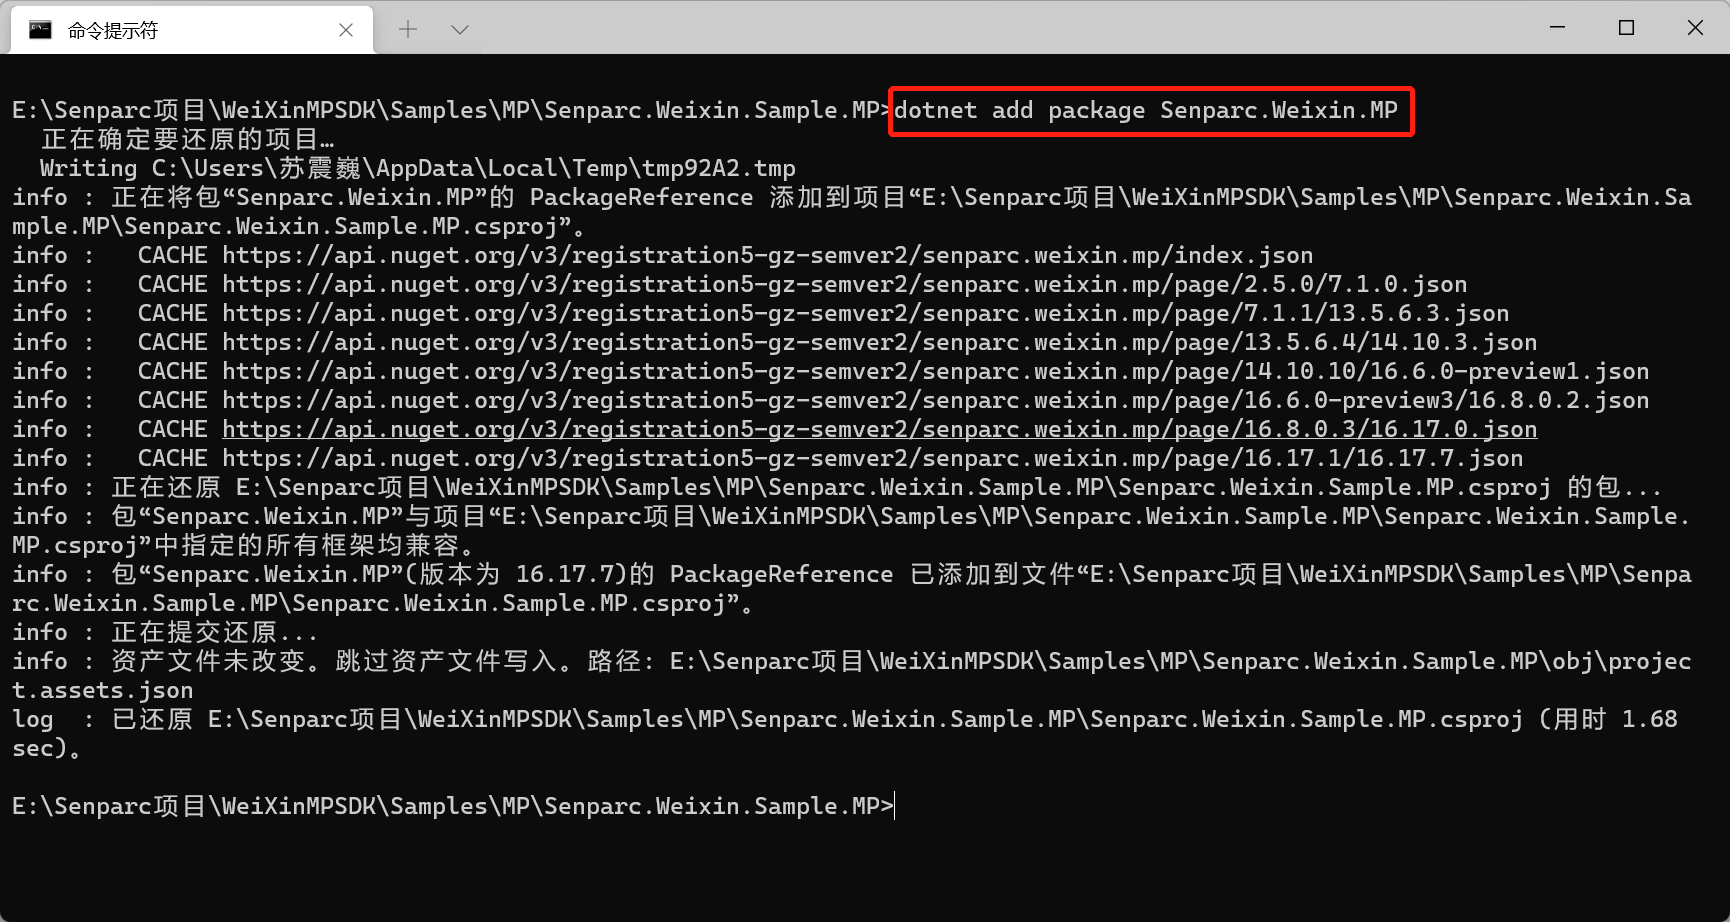 命令提示符
E:\Senparc项目\WeiXinMPSDK\Samples\MP\Senparc.Weixin.Sample.MP>dotnet add package Senparc.Weixin.MP
  正在确定要还原的项目…
  Writing C:\Users\苏震巍\AppData\Local\Temp\tmp92A2.tmp
info : 正在将包“Senparc.Weixin.MP”的 PackageReference 添加到项目“E:\Senparc项目\WeiXinMPSDK\Samples\MP\Senparc.Weixin.Sa
mple.MP\Senparc.Weixin.Sample.MP.csproj”。
info :   CACHE https://api.nuget.org/v3/registration5-gz-semver2/senparc.weixin.mp/index.json
info :   CACHE https://api.nuget.org/v3/registration5-gz-semver2/senparc.weixin.mp/page/2.5.0/7.1.0.json
info :   CACHE https://api.nuget.org/v3/registration5-gz-semver2/senparc.weixin.mp/page/7.1.1/13.5.6.3.json
info :   CACHE https://api.nuget.org/v3/registration5-gz-semver2/senparc.weixin.mp/page/13.5.6.4/14.10.3.json
info :   CACHE https://api.nuget.org/v3/registration5-gz-semver2/senparc.weixin.mp/page/14.10.10/16.6.0-preview1.json
info :   CACHE https://api.nuget.org/v3/registration5-gz-semver2/senparc.weixin.mp/page/16.6.0-preview3/16.8.0.2.json
info :   CACHE https://api.nuget.org/v3/registration5-gz-semver2/senparc.weixin.mp/page/16.8.0.3/16.17.0.json
info :   CACHE https://api.nuget.org/v3/registration5-gz-semver2/senparc.weixin.mp/page/16.17.1/16.17.7.json
info : 正在还原 E:\Senparc项目\WeiXinMPSDK\Samples\MP\Senparc.Weixin.Sample.MP\Senparc.Weixin.Sample.MP.csproj 的包...
info : 包“Senparc.Weixin.MP”与项目“E:\Senparc项目\WeiXinMPSDK\Samples\MP\Senparc.Weixin.Sample.MP\Senparc.Weixin.Sample.
MP.csproj”中指定的所有框架均兼容。
info : 包“Senparc.Weixin.MP”(版本为 16.17.7)的 PackageReference 已添加到文件“E:\Senparc项目\WeiXinMPSDK\Samples\MP\Senpa
rc.Weixin.Sample.MP\Senparc.Weixin.Sample.MP.csproj”。
info : 正在提交还原...
info : 资产文件未改变。跳过资产文件写入。路径: E:\Senparc项目\WeiXinMPSDK\Samples\MP\Senparc.Weixin.Sample.MP\obj\projec
t.assets.json
log  : 已还原 E:\Senparc项目\WeiXinMPSDK\Samples\MP\Senparc.Weixin.Sample.MP\Senparc.Weixin.Sample.MP.csproj (用时 1.68
sec)。
E:\Senparc项目\WeiXinMPSDK\Samples\MP\Senparc.Weixin.Sample.MP>